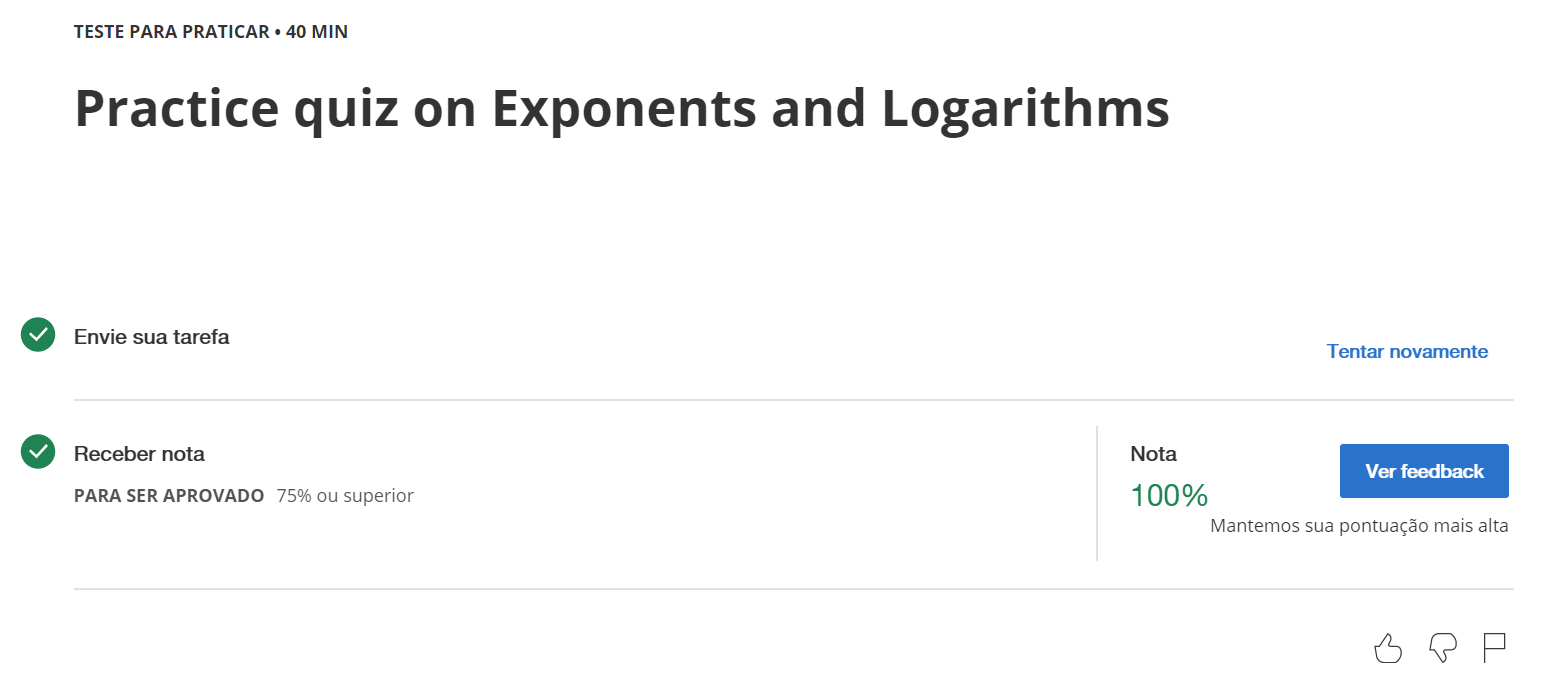 TESTE PARA PRATICAR • 40 MIN
Practice quiz on Exponents and Logarithms
Envie sua tarefa
Tentar novamente
Receber nota
PARA SER APROVADO 75% ou superior
Nota
100%
Ver feedback
Mantemos sua pontuação mais alta